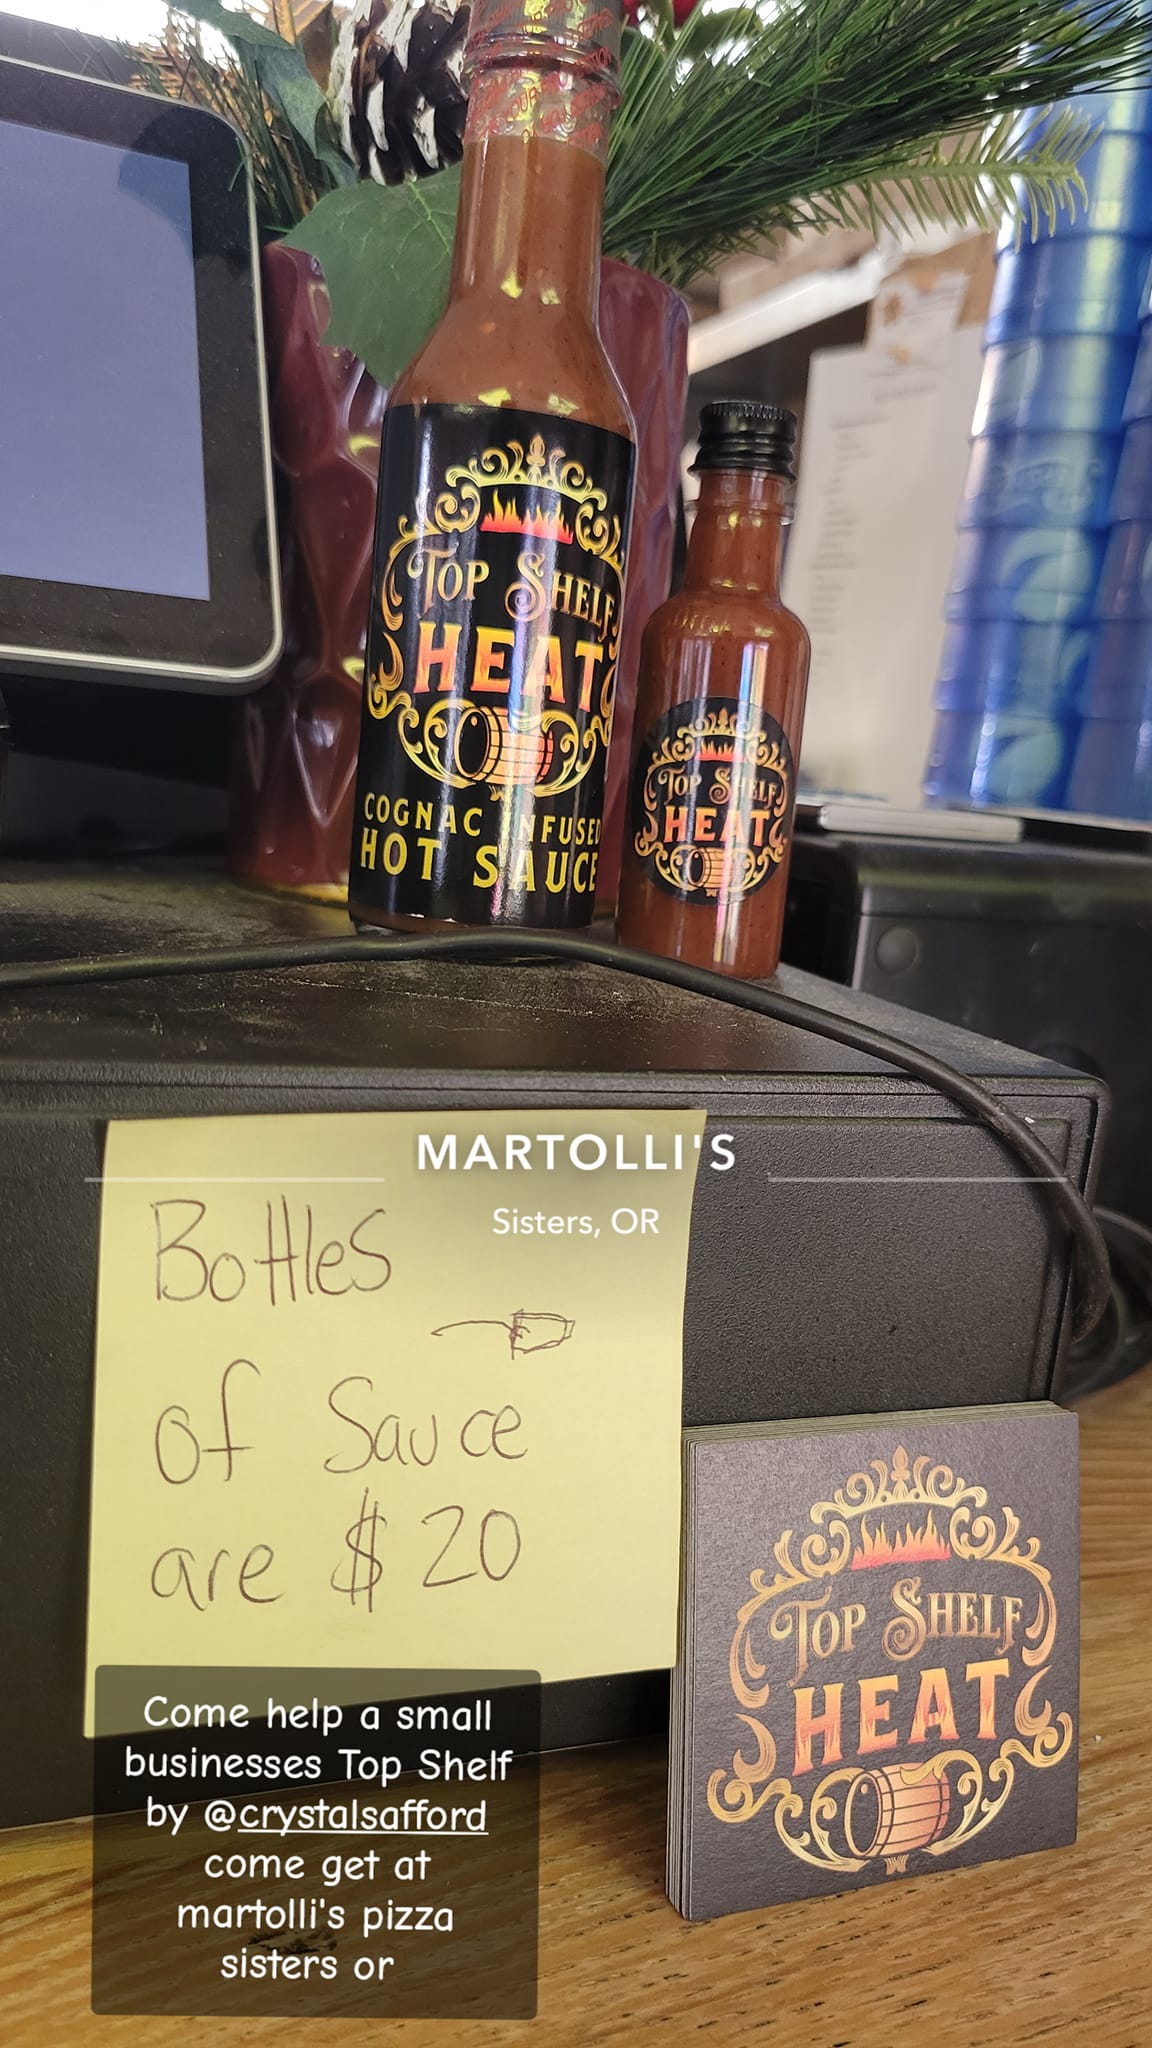 TOP SHELF
HEAT
COGNAC INFUSED
HOT SAUCE
TOP SHELF
HEAT
MARTOLLI'S
Sisters, OR
Bottles
of Sauce
are $20
TOP SHELF
HEAT
Come help a small
businesses Top Shelf
by @crystalsafford
come get at
martolli's pizza
sisters or